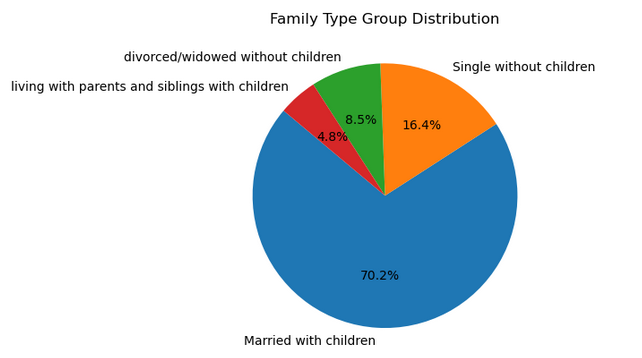 Family Type Group Distribution
divorced/widowed without children
Single without children
living with parents and siblings with children
8.5%
16.4%
4.8%
70.2%
Married with children